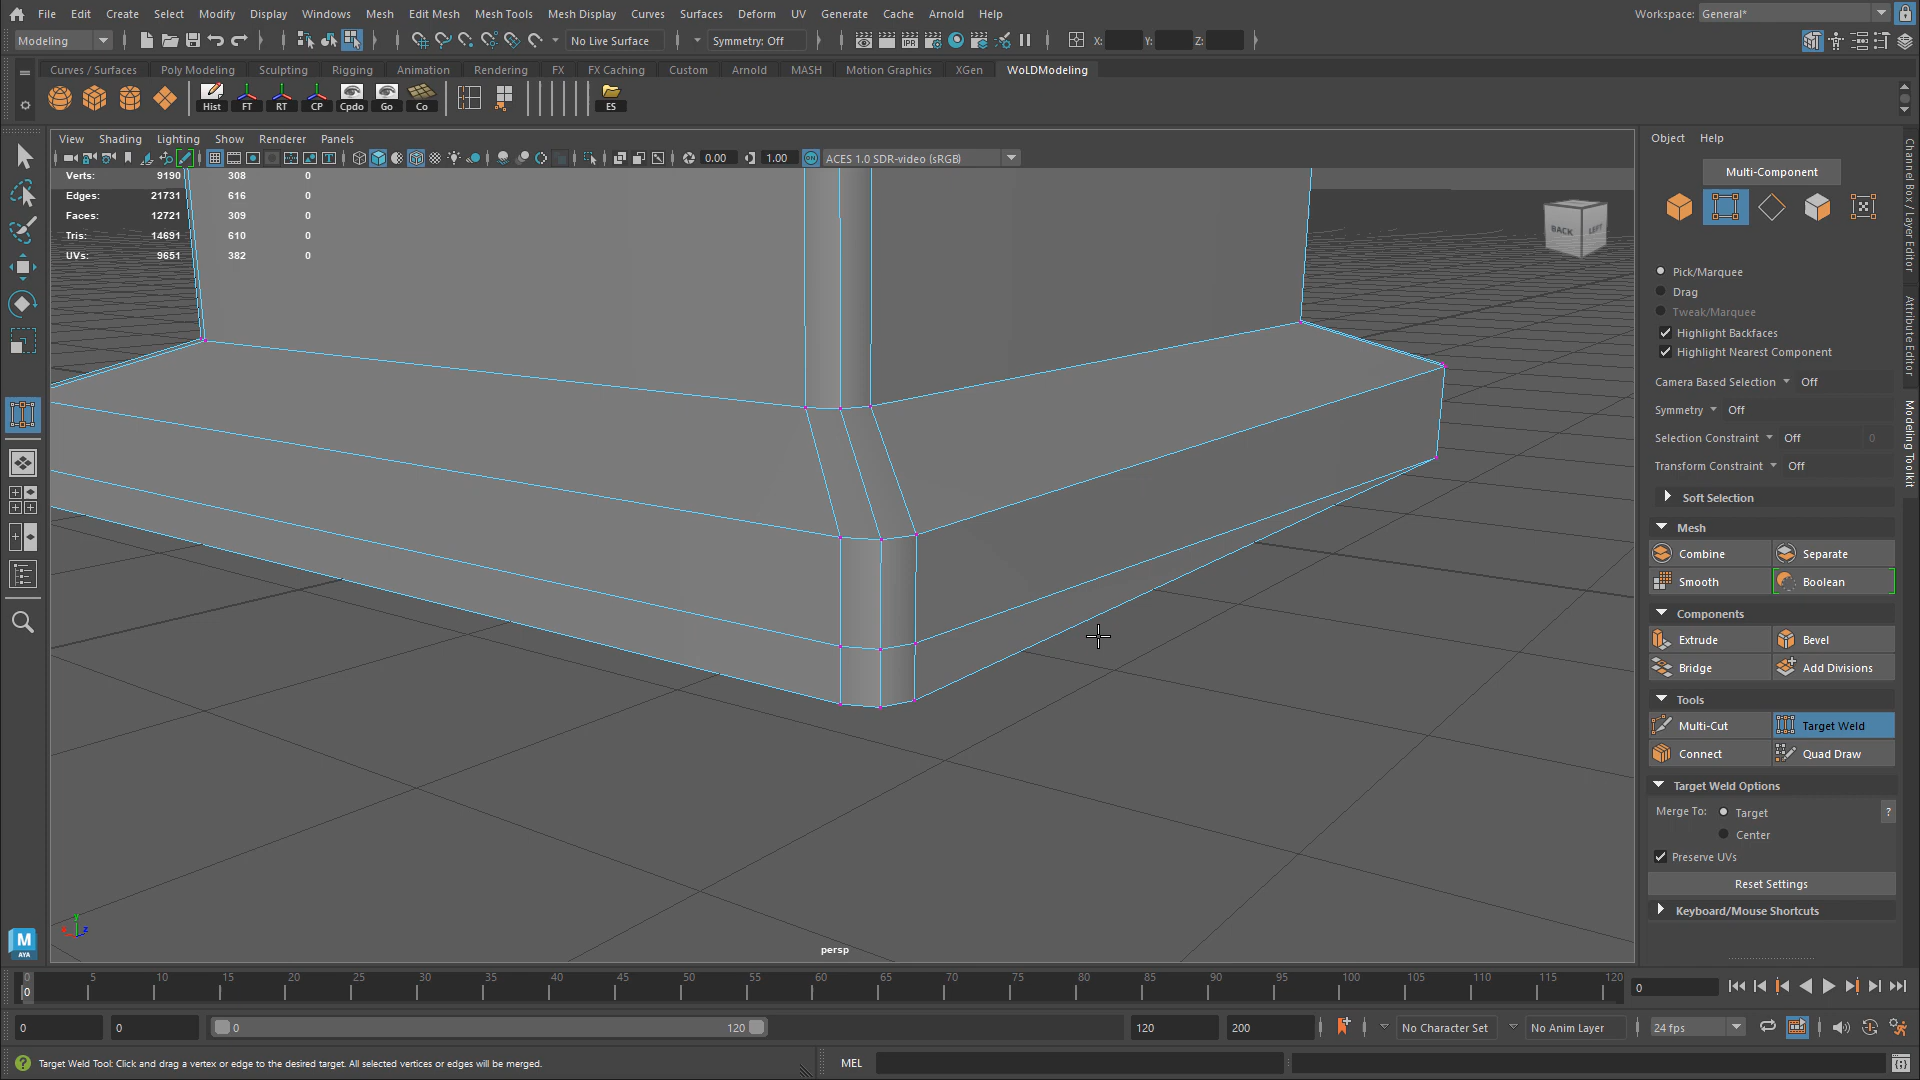 File Edit Create Select Modify Display Windows Mesh Edit Mesh Mesh Tools Mesh Display Curves Surfaces Deform UV Generate Cache Arnold Help Workspace: General*
Modeling No Live Surface Symmetry: Off X: Y: Z:
Curves / Surfaces Poly Modeling Sculpting Rigging Animation Rendering FX FX Caching Custom Arnold MASH Motion Graphics XGen WoLDModeling
Hist FT RT CP Cpdo Go Co ES
View Shading Lighting Show Renderer Panels
IPR
0.00 1.00 ON ACES 1.0 SDR-video (sRGB)
Verts: 9190 308 0
Edges: 21731 616 0
Faces: 12721 309 0
Tris: 14691 610 0
UVs: 9651 382 0
BACK LEFT
persp
y
z
Object Help
Multi-Component
Pick/Marquee
Drag
Tweak/Marquee
Highlight Backfaces
Highlight Nearest Component
Camera Based Selection Off
Symmetry Off
Selection Constraint Off 0
Transform Constraint Off
Soft Selection
Mesh
Combine Separate
Smooth Boolean
Components
Extrude Bevel
Bridge Add Divisions
Tools
Multi-Cut Target Weld
Connect Quad Draw
Target Weld Options
Merge To: Target ?
Center
Preserve UVs
Reset Settings
Keyboard/Mouse Shortcuts
Channel Box / Layer Editor
Attribute Editor
Modeling Toolkit
M
AYA
0 5 10 15 20 25 30 35 40 45 50 55 60 65 70 75 80 85 90 95 100 105 110 115 120
0 0
0 0 0 120 120 200 No Character Set No Anim Layer 24 fps
Target Weld Tool: Click and drag a vertex or edge to the desired target. All selected vertices or edges will be merged. MEL